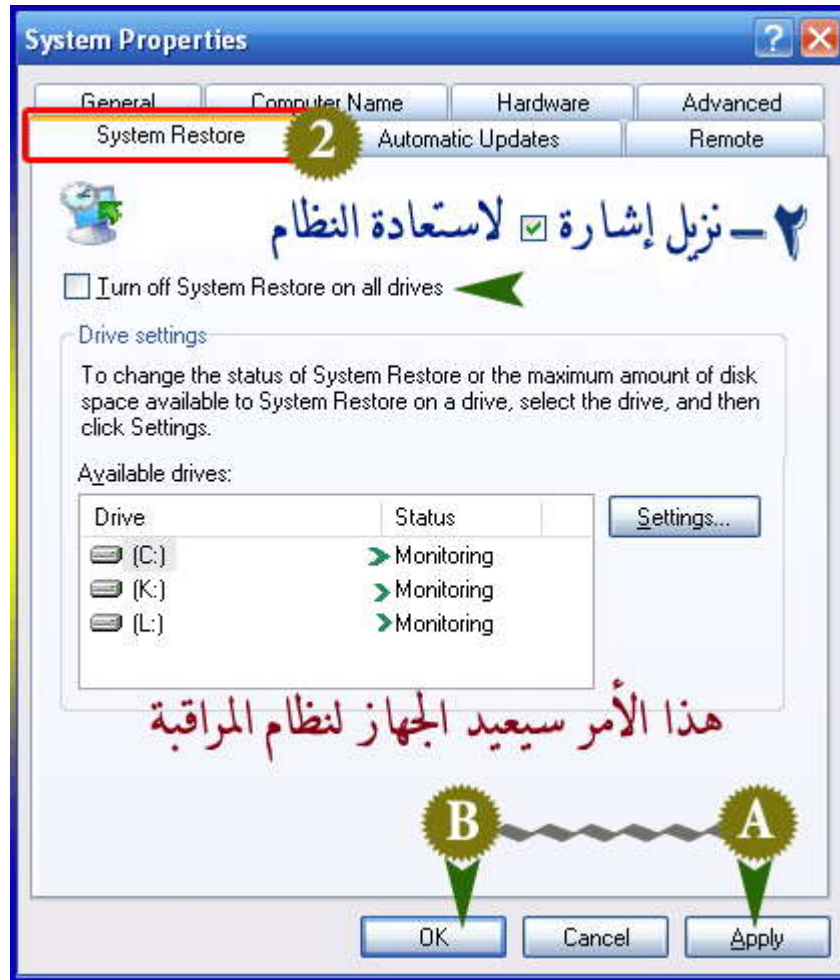 System Properties
General Computer Name Hardware Advanced
System Restore 2 Automatic Updates Remote
٢ - نزيل إشارة ☑ لاستعادة النظام
Turn off System Restore on all drives
Drive settings
To change the status of System Restore or the maximum amount of disk
space available to System Restore on a drive, select the drive, and then
click Settings.
Available drives:
Drive Status
Settings...
(C:) Monitoring
(K:) Monitoring
(L:) Monitoring
هذا الأمر سيعيد الجهاز لنظام المراقبة
B A
OK Cancel Apply